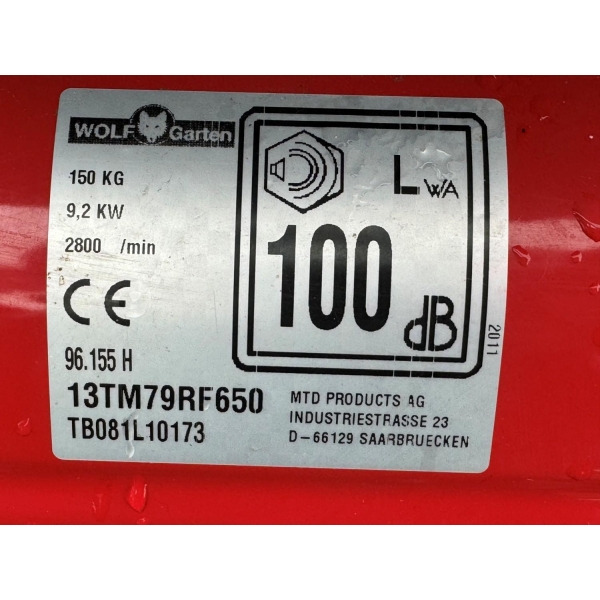 WOLF Garten
150 KG
9,2 KW
2800 /min
CE
96.155 H
13TM79RF650
TB081L10173
LWA
100
dB
2011
MTD PRODUCTS AG
INDUSTRIESTRASSE 23
D-66129 SAARBRUECKEN